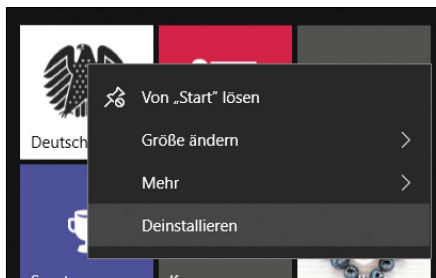 Von „Start" lösen
Deutsch
Größe ändern
Mehr
Deinstallieren